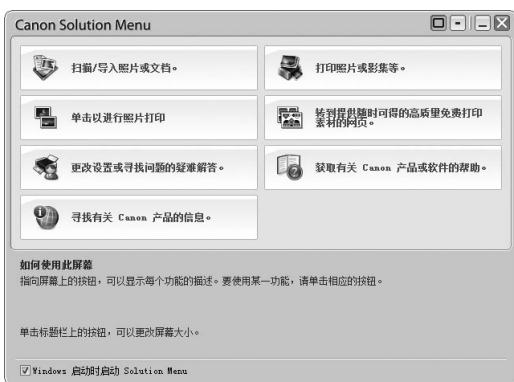 Canon Solution Menu
扫描/导入照片或文档。
打印照片或影集等。
单击以进行照片打印
转到提供随时可得的高质量免费打印
素材的网页。
更改设置或寻找问题的疑难解答。
获取有关 Canon 产品或软件的帮助。
寻找有关 Canon 产品的信息。
如何使用此屏幕
指向屏幕上的按钮，可以显示每个功能的描述。要使用某一功能，请单击相应的按钮。
单击标题栏上的按钮，可以更改屏幕大小。
Windows 启动时启动 Solution Menu